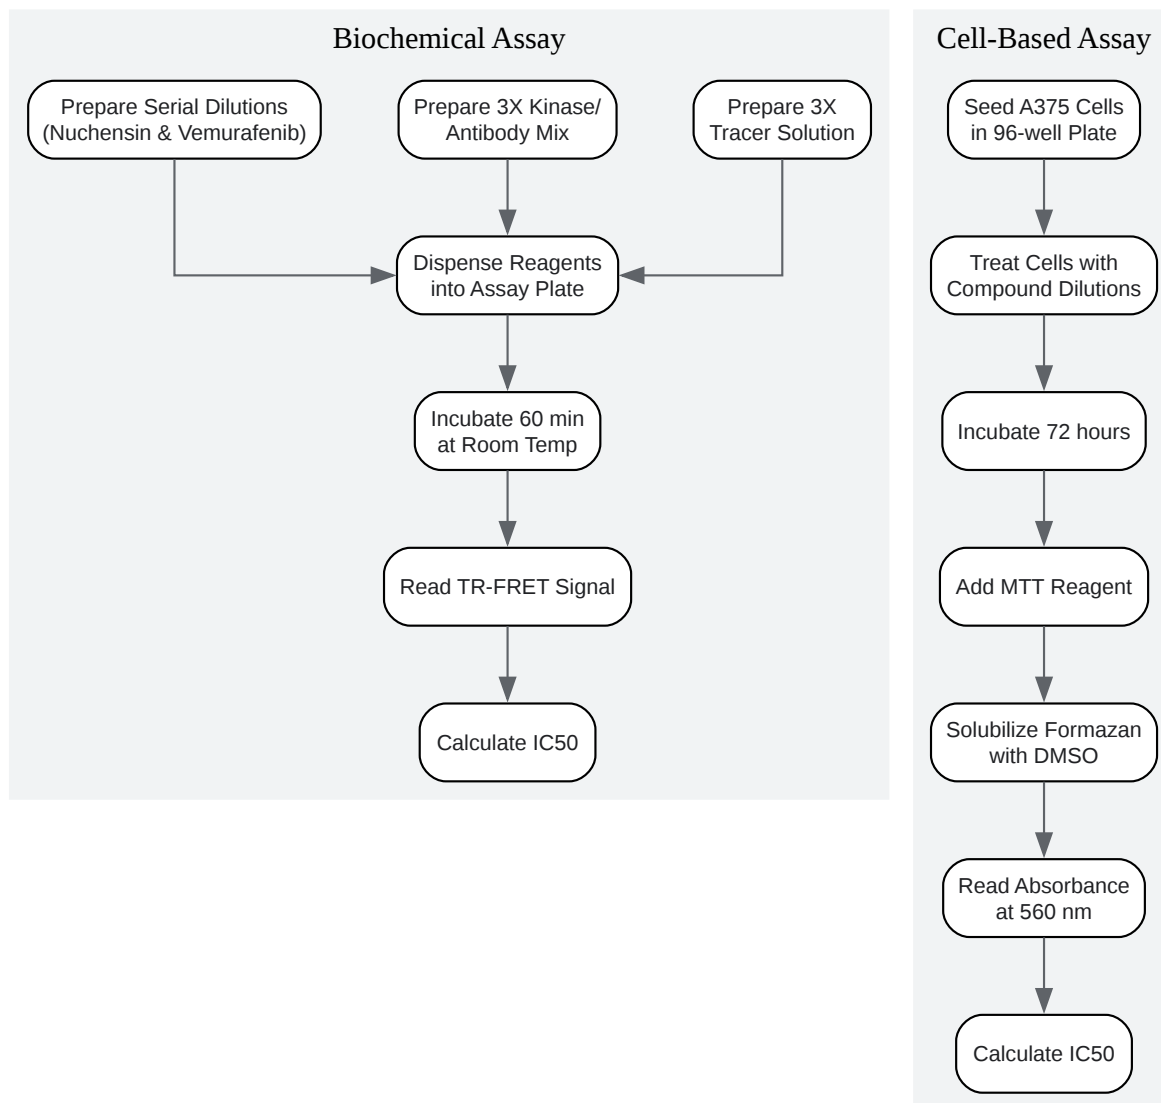 Biochemical Assay
Prepare Serial Dilutions
(Nuchensin & Vemurafenib)
Prepare 3X Kinase/
Antibody Mix
Prepare 3X
Tracer Solution
Dispense Reagents
into Assay Plate
Incubate 60 min
at Room Temp
Read TR-FRET Signal
Calculate IC50
Cell-Based Assay
Seed A375 Cells
in 96-well Plate
Treat Cells with
Compound Dilutions
Incubate 72 hours
Add MTT Reagent
Solubilize Formazan
with DMSO
Read Absorbance
at 560 nm
Calculate IC50